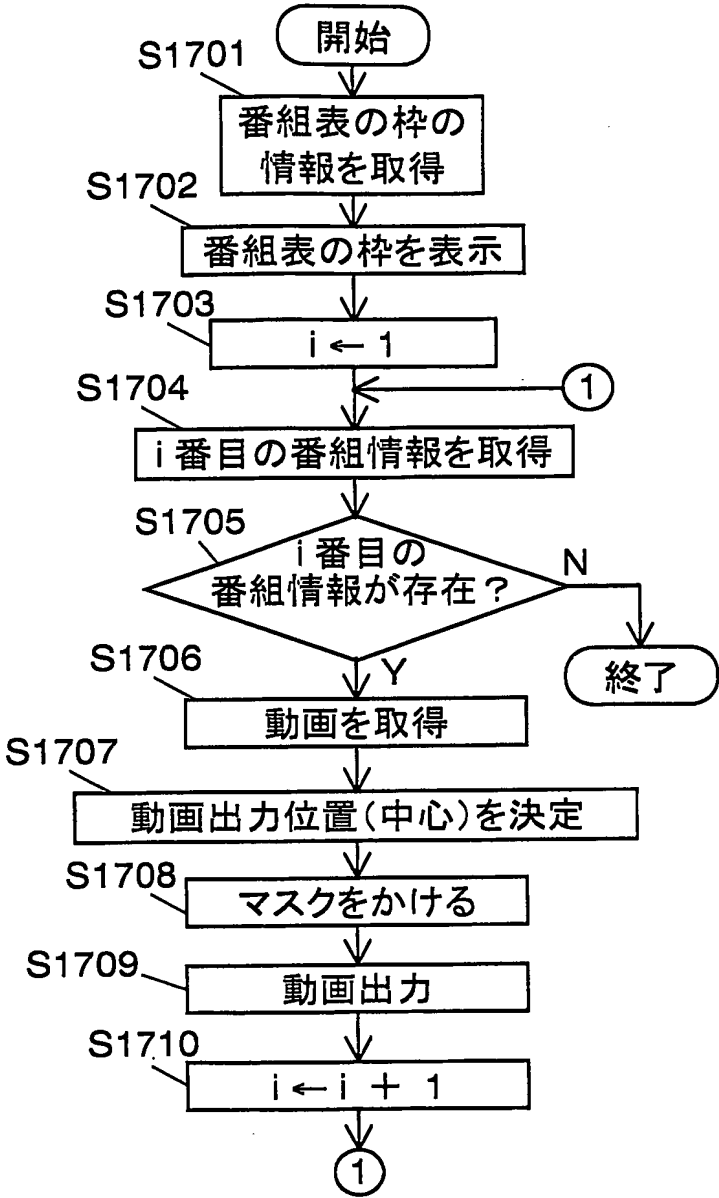 開始
S1701
番組表の枠の
情報を取得
S1702
番組表の枠を表示
S1703
i ← 1
S1704
1
i 番目の番組情報を取得
S1705
i 番目の
番組情報が存在？
N
終了
S1706
Y
動画を取得
S1707
動画出力位置(中心)を決定
S1708
マスクをかける
S1709
動画出力
S1710
i ← i + 1
1